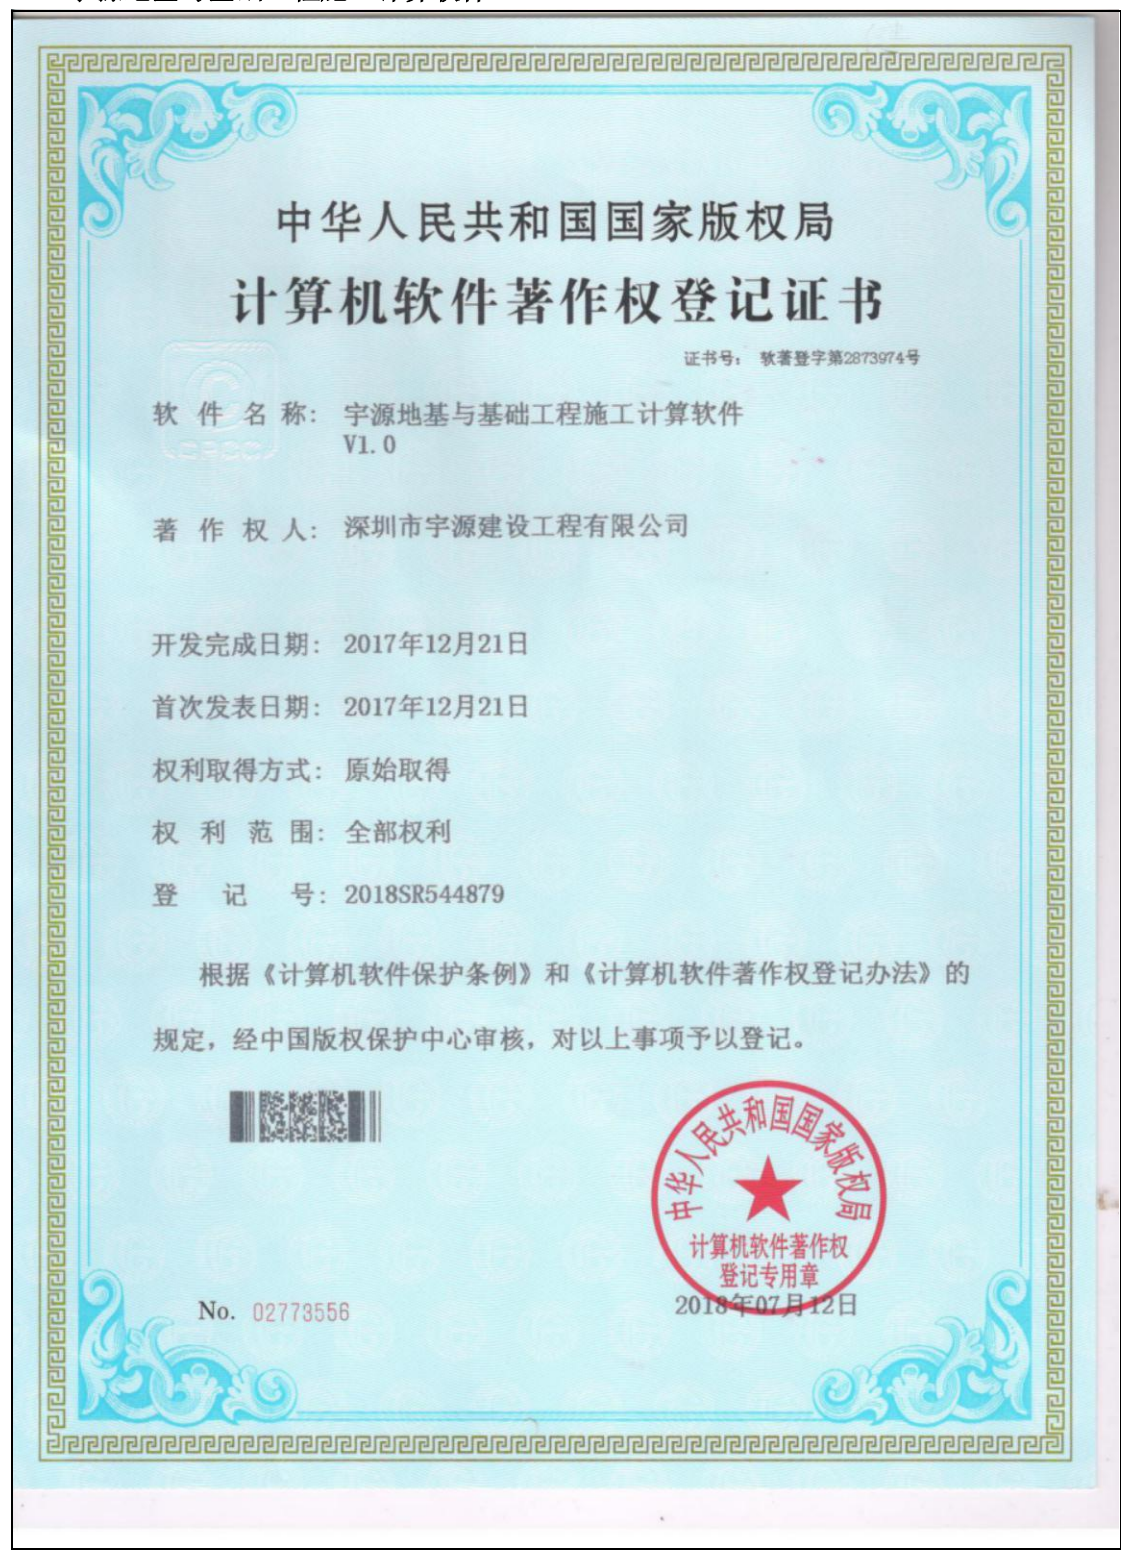 中华人民共和国国家版权局
计算机软件著作权登记证书
证书号： 软著登字第2873974号
软件名称： 宇源地基与基础工程施工计算软件
V1.0
著作权人： 深圳市宇源建设工程有限公司
开发完成日期： 2017年12月21日
首次发表日期： 2017年12月21日
权利取得方式： 原始取得
权利范围： 全部权利
登记号： 2018SR544879
根据《计算机软件保护条例》和《计算机软件著作权登记办法》的
规定，经中国版权保护中心审核，对以上事项予以登记。
中华人民共和国国家版权局
计算机软件著作权
登记专用章
2018年07月12日
No. 02773556